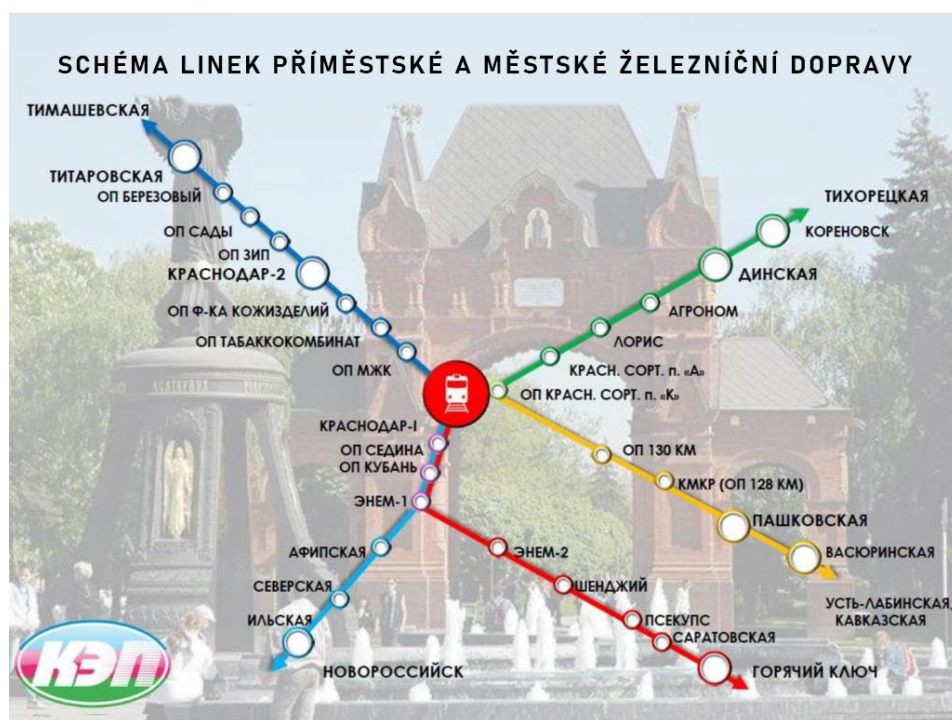 SCHÉMA LINEK PŘÍMĚSTSKÉ A MĚSTSKÉ ŽELEZNÍČNÍ DOPRAVY
ТИМАШЕВСКАЯ
ТИТАРОВСКАЯ
ОП БЕРЕЗОВЫЙ
ОП САДЫ
ОП ЗИП
КРАСНОДАР-2
ОП Ф-КА КОЖИЗДЕЛИЙ
ОП ТАБАККОКОМБИНАТ
ОП МЖК
ТИХОРЕЦКАЯ
КОРЕНОВСК
ДИНСКАЯ
АГРОНОМ
ЛОРИС
КРАСН. СОРТ. п. «А»
ОП КРАСН. СОРТ. п. «К»
КРАСНОДАР-I
ОП СЕДИНА
ОП КУБАНЬ
ЭНЕМ-1
ОП 130 КМ
КМКР (ОП 128 КМ)
ПАШКОВСКАЯ
ВАСЮРИНСКАЯ
УСТЬ-ЛАБИНСКАЯ
КАВКАЗСКАЯ
АФИПСКАЯ
СЕВЕРСКАЯ
ИЛЬСКАЯ
НОВОРОССИЙСК
ЭНЕМ-2
ШЕНДЖИЙ
ПСЕКУПС
САРАТОВСКАЯ
ГОРЯЧИЙ КЛЮЧ
КЭП